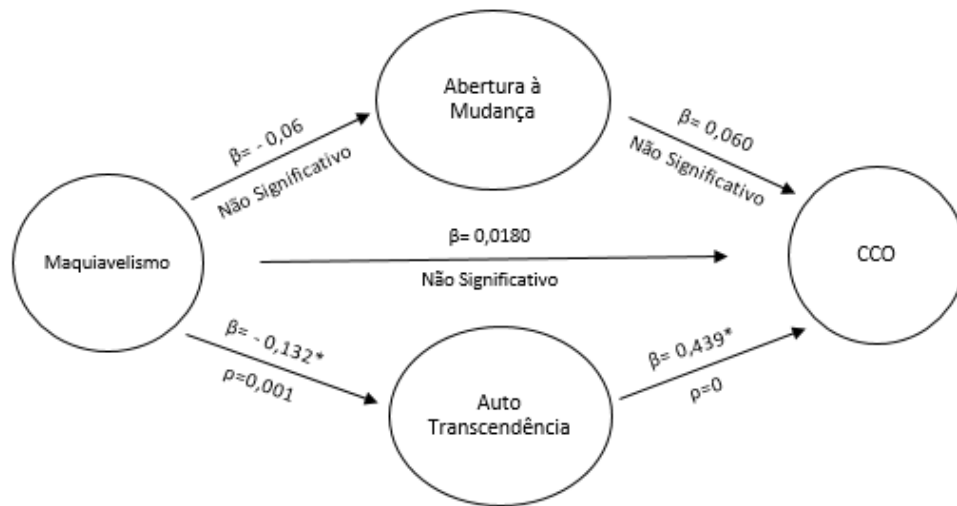 Abertura à
Mudança
β= - 0,06
Não Significativo
β= 0,060
Não Significativo
Maquiavelismo
β= 0,0180
Não Significativo
CCO
β= - 0,132*
ρ=0,001
Auto
Transcendência
β= 0,439*
ρ=0